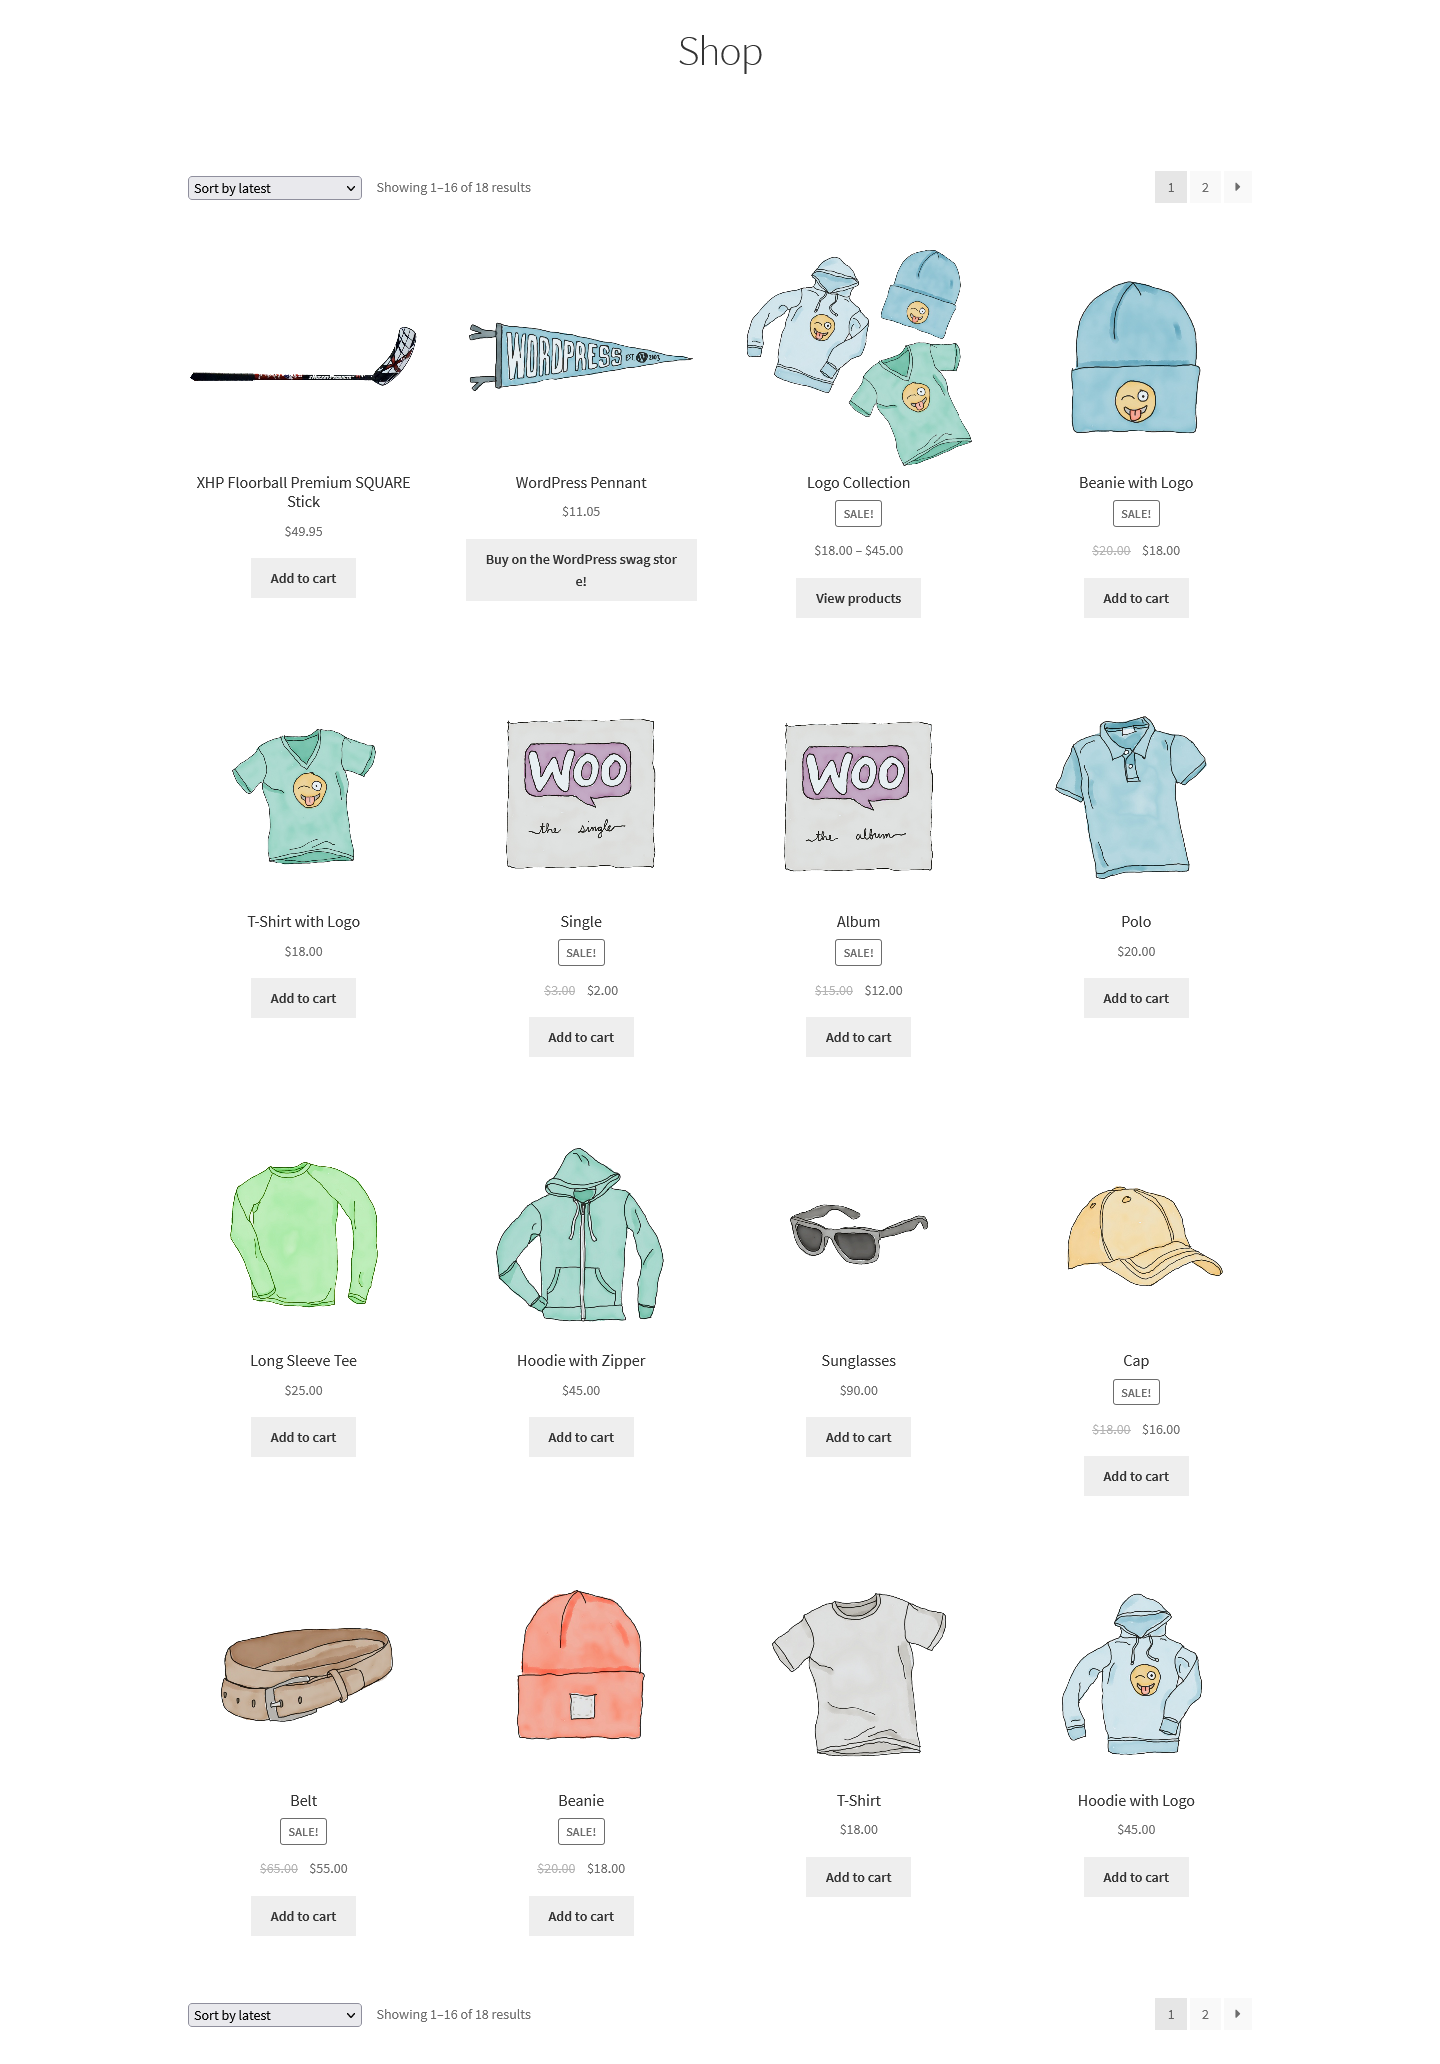 Shop
Sort by latest
Showing 1–16 of 18 results
1 2
WORDPRESS EST 2003
XHP Floorball Premium SQUARE
Stick
$49.95
Add to cart
WordPress Pennant
$11.05
Buy on the WordPress swag stor
e!
Logo Collection
SALE!
$18.00 – $45.00
View products
Beanie with Logo
SALE!
$20.00 $18.00
Add to cart
T-Shirt with Logo
$18.00
Add to cart
WOO
the single
Single
SALE!
$3.00 $2.00
Add to cart
WOO
the album
Album
SALE!
$15.00 $12.00
Add to cart
Polo
$20.00
Add to cart
Long Sleeve Tee
$25.00
Add to cart
Hoodie with Zipper
$45.00
Add to cart
Sunglasses
$90.00
Add to cart
Cap
SALE!
$18.00 $16.00
Add to cart
Belt
SALE!
$65.00 $55.00
Add to cart
Beanie
SALE!
$20.00 $18.00
Add to cart
T-Shirt
$18.00
Add to cart
Hoodie with Logo
$45.00
Add to cart
Sort by latest
Showing 1–16 of 18 results
1 2